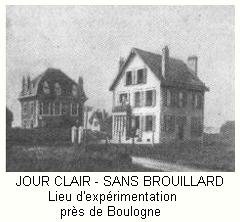 JOUR CLAIR - SANS BROUILLARD
Lieu d'expérimentation
près de Boulogne